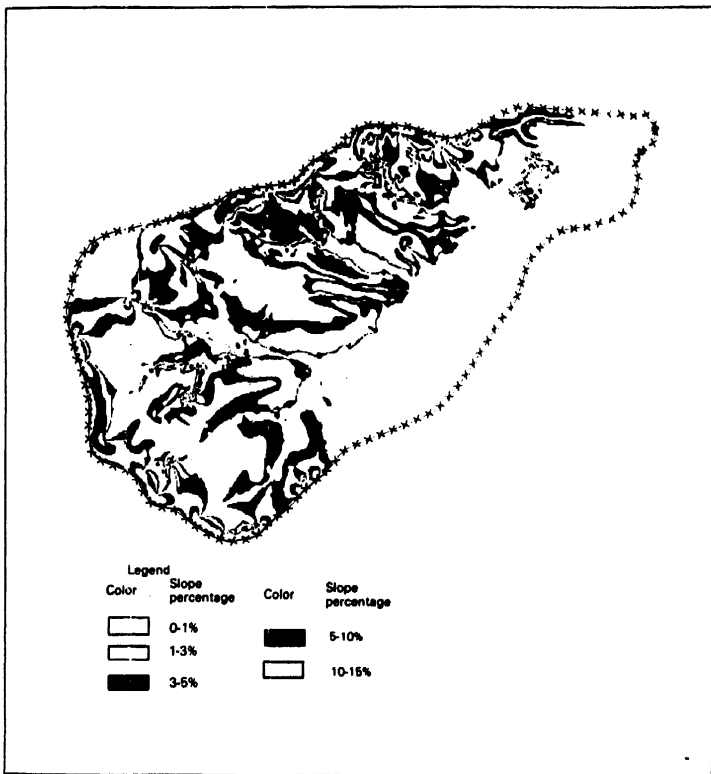 Legend
Color Slope percentage
0-1%
1-3%
3-5%
Color Slope percentage
5-10%
10-15%